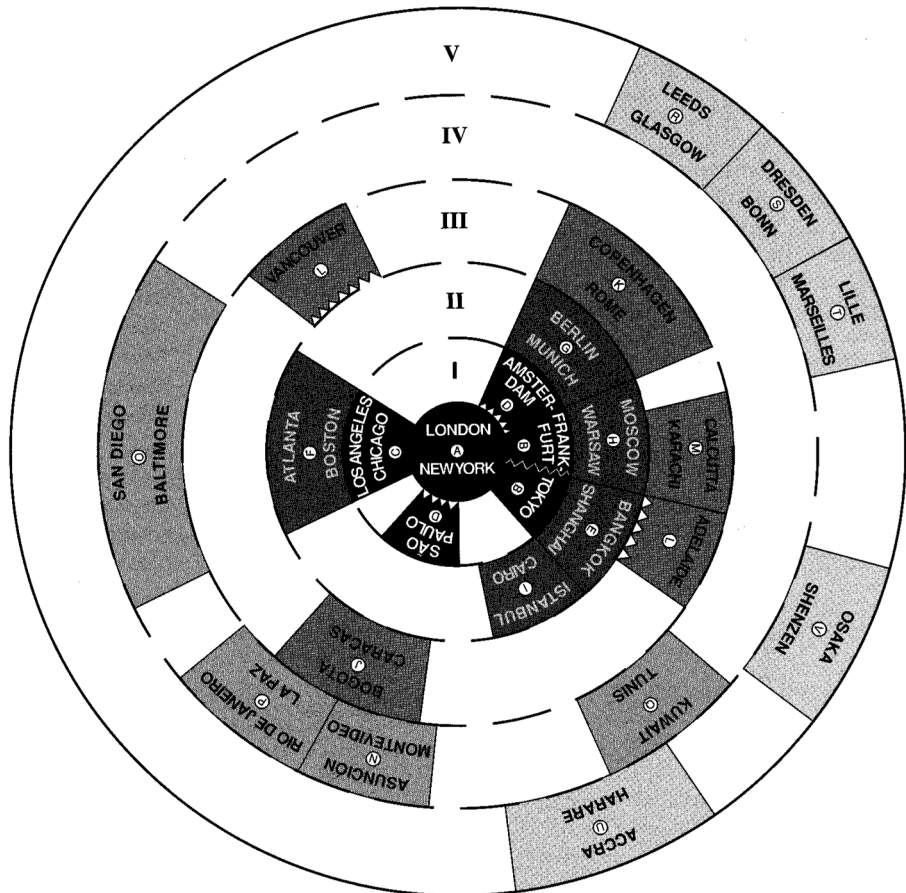 V
IV
III
II
I
LEEDS
R
GLASGOW
DRESDEN
S
BONN
LILLE
T
MARSEILLES
COPENHAGEN
K
ROME
VANCOUVER
L
BERLIN
G
MUNICH
AMSTER-
DAM
D
FRANK-
FURT
B
MOSCOW
H
WARSAW
LONDON
A
NEW YORK
LOS ANGELES
CHICAGO
C
ATLANTA
F
BOSTON
SAN DIEGO
O
BALTIMORE
CALCUTTA
M
KARACHI
ADELAIDE
L
TOKYO
B
BANGKOK
E
SHANGHAI
SÃO
PAULO
D
ISTANBUL
I
CAIRO
BOGOTA
J
CARACAS
RIO DE JANEIRO
P
LA PAZ
ASUNCIÓN
N
MONTEVIDEO
KUWAIT
Q
TUNIS
OSAKA
V
SHENZEN
ACCRA
U
HARARE